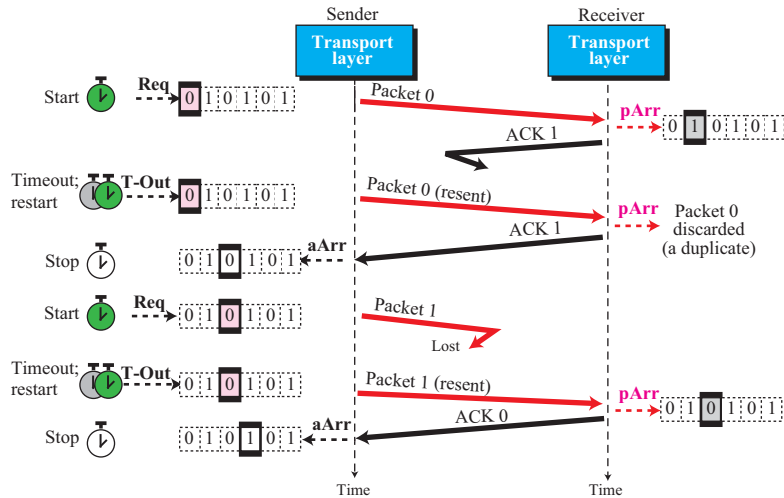 Sender Receiver
Transport layer Transport layer
Start Req 0 1 0 1 0 1 Packet 0 pArr 0 1 0 1 0 1
ACK 1
Timeout; restart T-Out 0 1 0 1 0 1 Packet 0 (resent) pArr Packet 0 discarded (a duplicate)
Stop 0 1 0 1 0 1 aArr ACK 1
Start Req 0 1 0 1 0 1 Packet 1
Lost
Timeout; restart T-Out 0 1 0 1 0 1 Packet 1 (resent) pArr 0 1 0 1 0 1
Stop 0 1 0 1 0 1 aArr ACK 0
Time Time